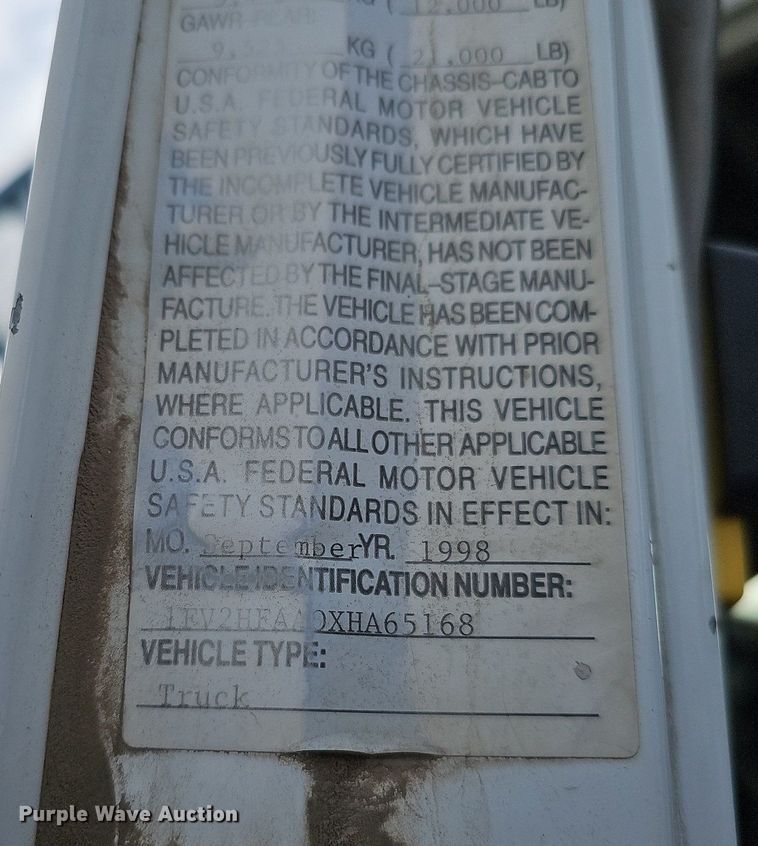 KG ( 12,000 LB)
GAWR REAR
KG ( 21,000 LB)
CONFORMITY OF THE CHASSIS-CAB TO
U.S.A. FEDERAL MOTOR VEHICLE
SAFETY STANDARDS, WHICH HAVE
BEEN PREVIOUSLY FULLY CERTIFIED BY
THE INCOMPLETE VEHICLE MANUFAC-
TURER OR BY THE INTERMEDIATE VE-
HICLE MANUFACTURER, HAS NOT BEEN
AFFECTED BY THE FINAL-STAGE MANU-
FACTURE. THE VEHICLE HAS BEEN COM-
PLETED IN ACCORDANCE WITH PRIOR
MANUFACTURER'S INSTRUCTIONS,
WHERE APPLICABLE. THIS VEHICLE
CONFORMS TO ALL OTHER APPLICABLE
U.S.A. FEDERAL MOTOR VEHICLE
SAFETY STANDARDS IN EFFECT IN:
MO. September YR. 1998
VEHICLE IDENTIFICATION NUMBER:
VEHICLE TYPE:
Truck
Purple Wave Auction